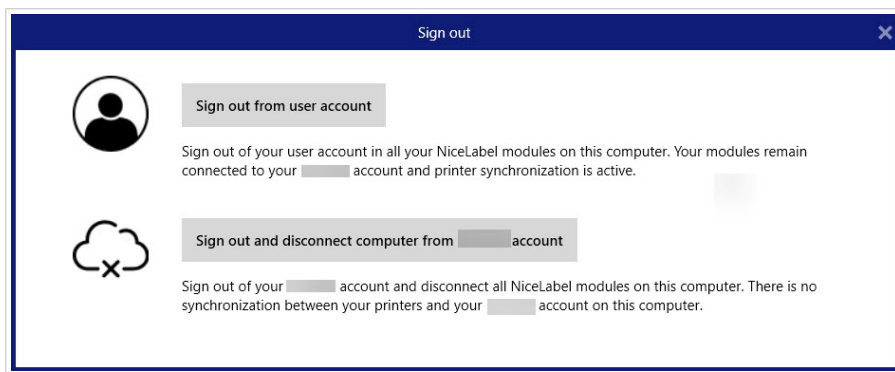 Sign out
Sign out from user account
Sign out of your user account in all your NiceLabel modules on this computer. Your modules remain
connected to your account and printer synchronization is active.
Sign out and disconnect computer from account
Sign out of your account and disconnect all NiceLabel modules on this computer. There is no
synchronization between your printers and your account on this computer.